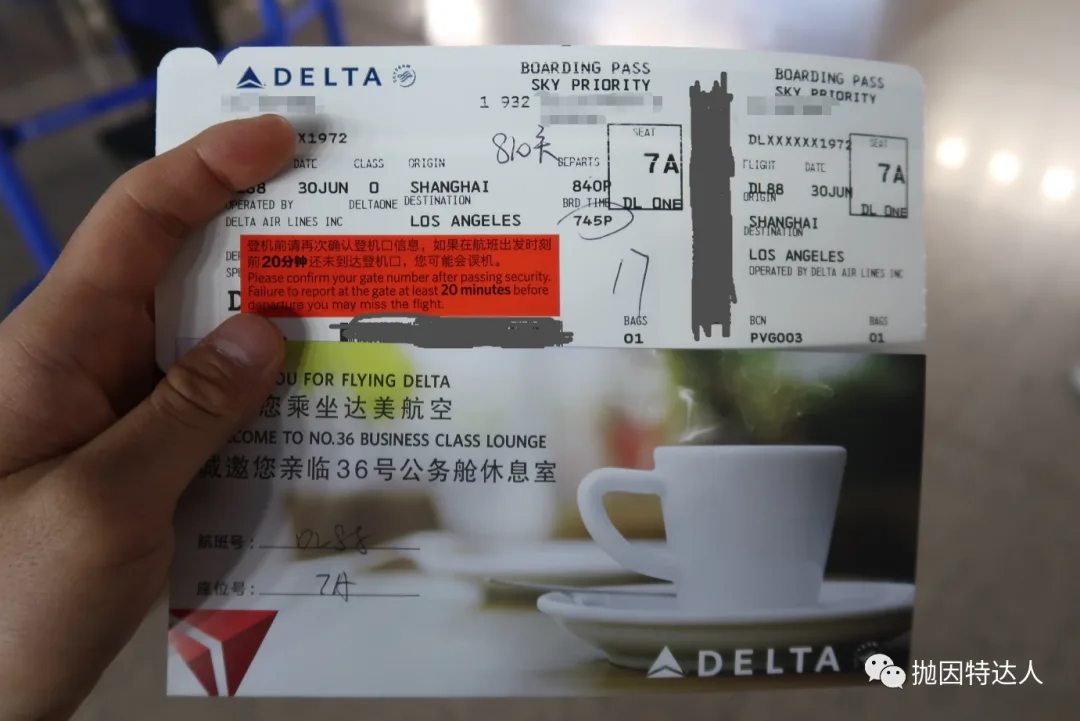 DELTA
BOARDING PASS
SKY PRIORITY
1 932
X1972
810关
SEAT
7A
DATE CLASS ORIGIN DEPARTS
L88 30JUN O SHANGHAI 840P
OPERATED BY DELTAONE DESTINATION BRD TIME DL ONE
DELTA AIR LINES INC LOS ANGELES 745P
登机前请再次确认登机口信息，如果在航班出发时刻
前20分钟还未到达登机口，您可能会误机。
Please confirm your gate number after passing security.
Failure to report at the gate at least 20 minutes before
departure you may miss the flight.
17
BAGS
01
BOARDING PASS
SKY PRIORITY
DLXXXXXX1972
SEAT
7A
DL ONE
FLIGHT DATE
DL88 30JUN
ORIGIN
SHANGHAI
DESTINATION
LOS ANGELES
OPERATED BY DELTA AIR LINES INC
BCN BAGS
PVG003 01
OU FOR FLYING DELTA
您乘坐达美航空
COME TO NO.36 BUSINESS CLASS LOUNGE
诚邀您亲临36号公务舱休息室
航班号: DL88
座位号: 7A
DELTA
抛因特达人